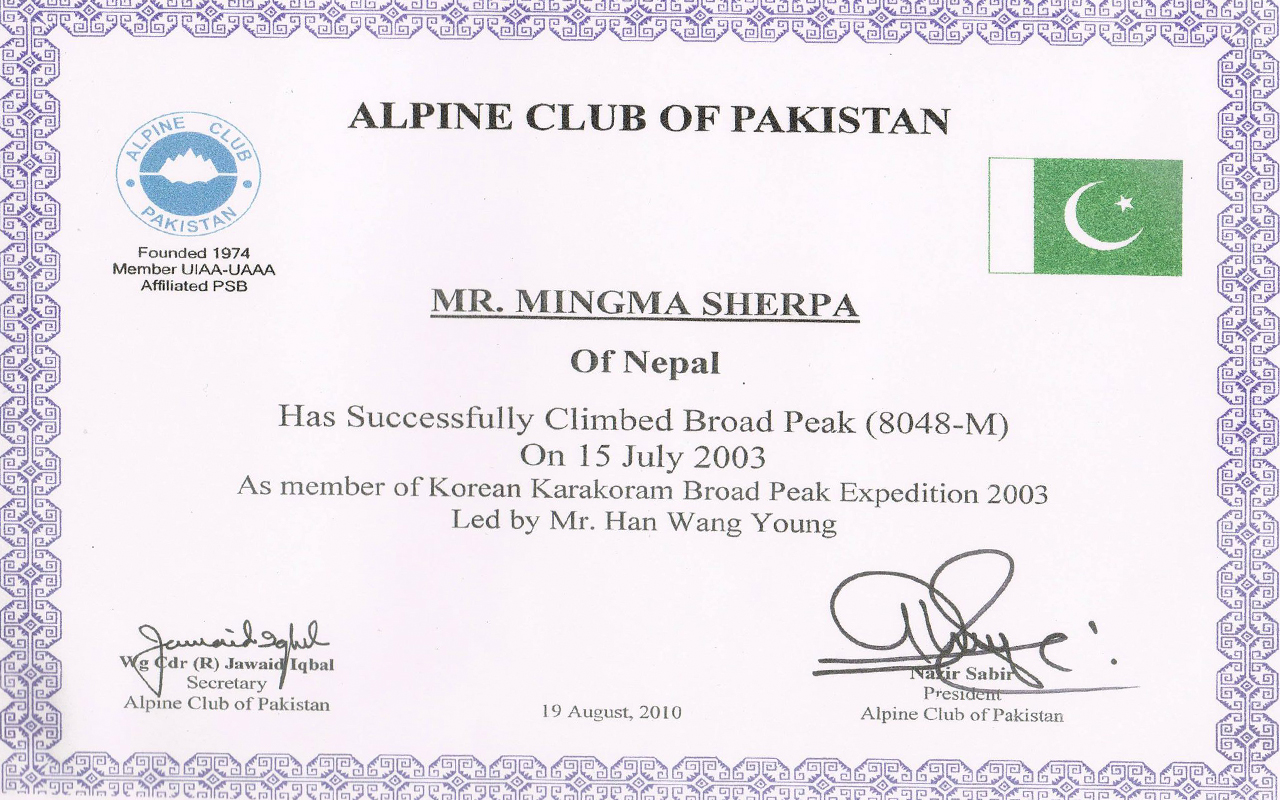 ALPINE CLUB OF PAKISTAN
ALPINE CLUB
PAKISTAN
Founded 1974
Member UIAA-UAAA
Affiliated PSB
MR. MINGMA SHERPA
Of Nepal
Has Successfully Climbed Broad Peak (8048-M)
On 15 July 2003
As member of Korean Karakoram Broad Peak Expedition 2003
Led by Mr. Han Wang Young
Jawaid Iqbal
Wg Cdr (R) Jawaid Iqbal
Secretary
Alpine Club of Pakistan
19 August, 2010
Nazir Sabir
President
Alpine Club of Pakistan